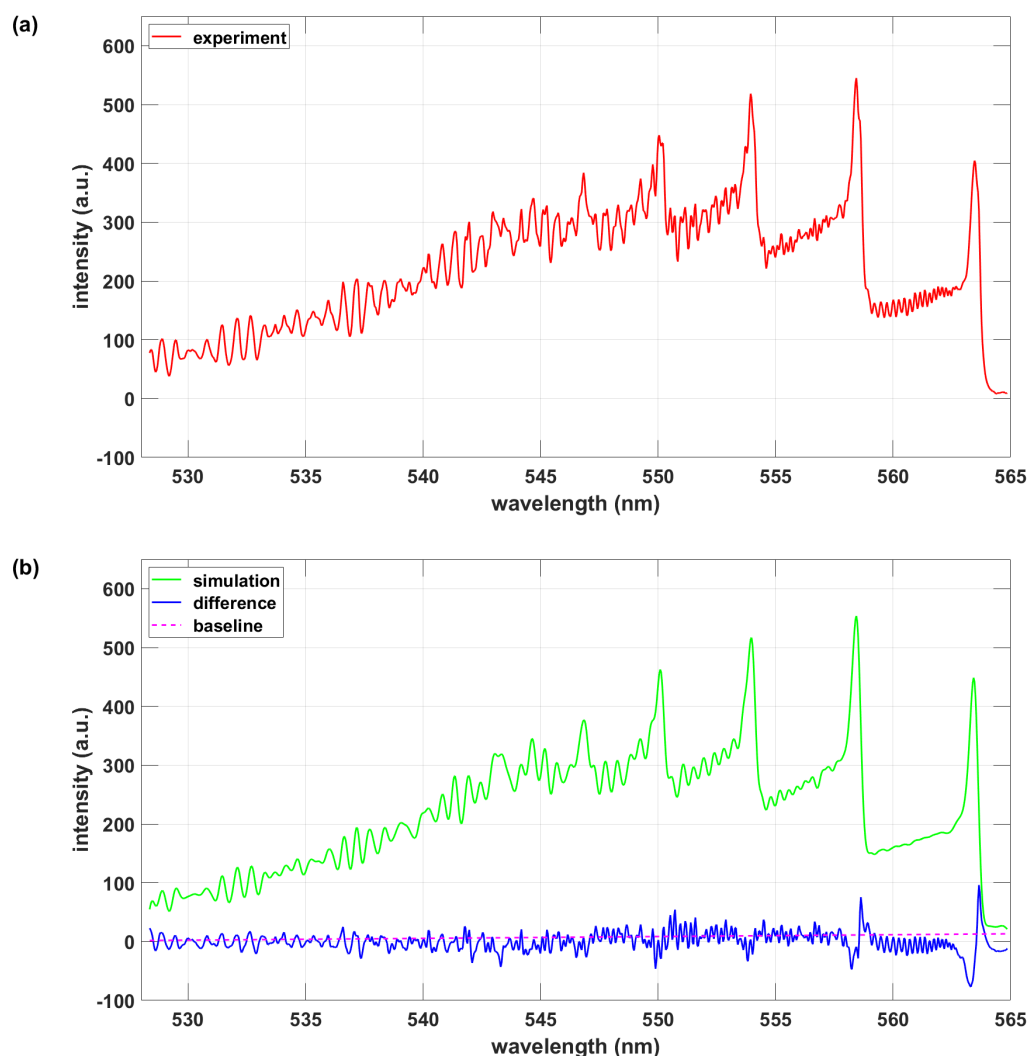 (a)
experiment
600
500
400
300
200
100
0
-100
intensity (a.u.)
530 535 540 545 550 555 560 565
wavelength (nm)
(b)
simulation
difference
baseline
600
500
400
300
200
100
0
-100
intensity (a.u.)
530 535 540 545 550 555 560 565
wavelength (nm)